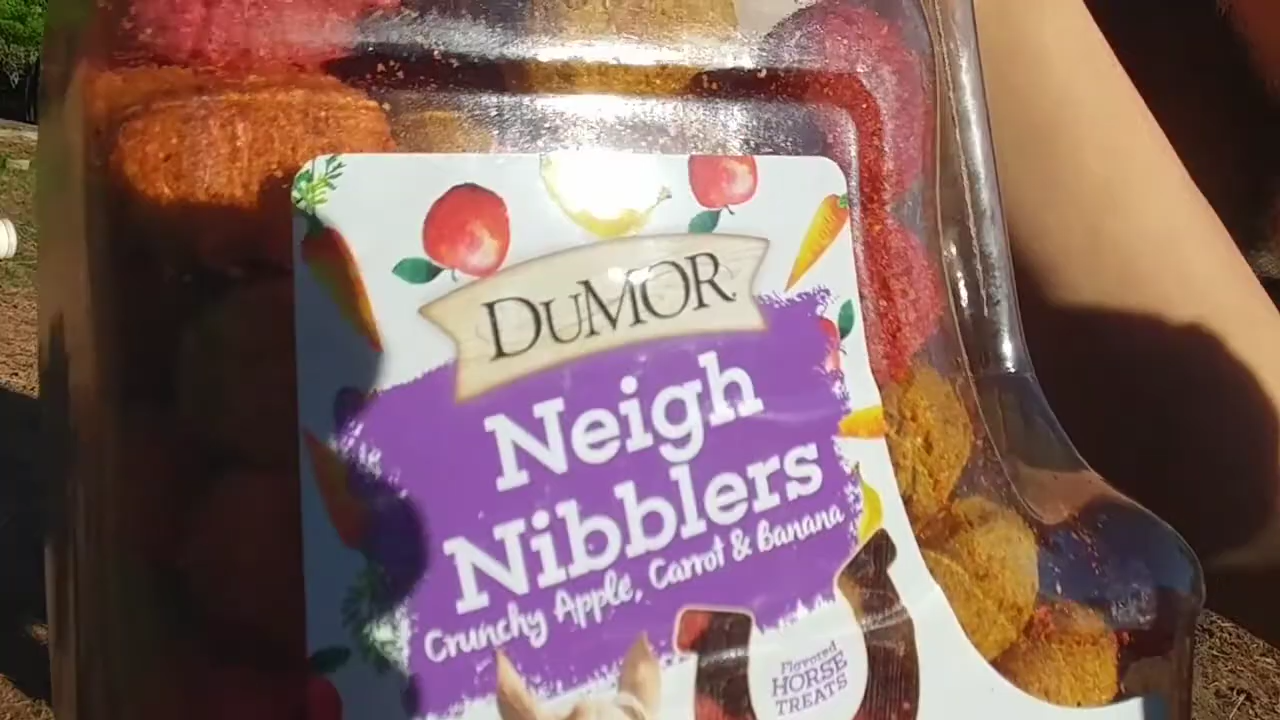 DuMOR
Neigh
Nibblers
Crunchy Apple, Carrot & Banana
Flavored
HORSE
TREATS